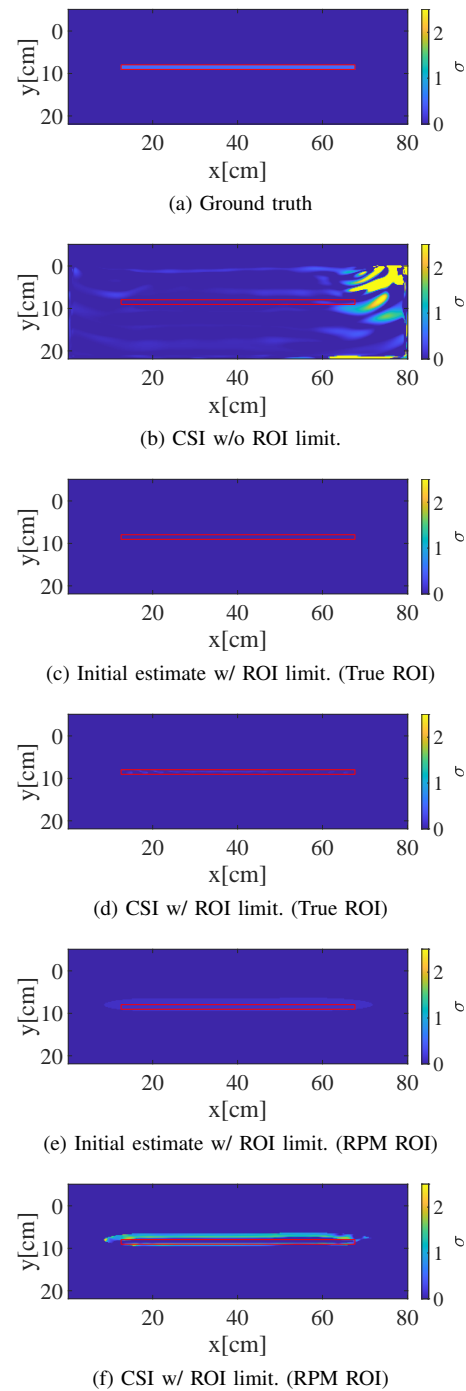 0
10
20
y[cm]
20
40
60
80
x[cm]
0
1
2
σ
(a) Ground truth
0
10
20
y[cm]
20
40
60
80
x[cm]
0
1
2
σ
(b) CSI w/o ROI limit.
0
10
20
y[cm]
20
40
60
80
x[cm]
0
1
2
σ
(c) Initial estimate w/ ROI limit. (True ROI)
0
10
20
y[cm]
20
40
60
80
x[cm]
0
1
2
σ
(d) CSI w/ ROI limit. (True ROI)
0
10
20
y[cm]
20
40
60
80
x[cm]
0
1
2
σ
(e) Initial estimate w/ ROI limit. (RPM ROI)
0
10
20
y[cm]
20
40
60
80
x[cm]
0
1
2
σ
(f) CSI w/ ROI limit. (RPM ROI)